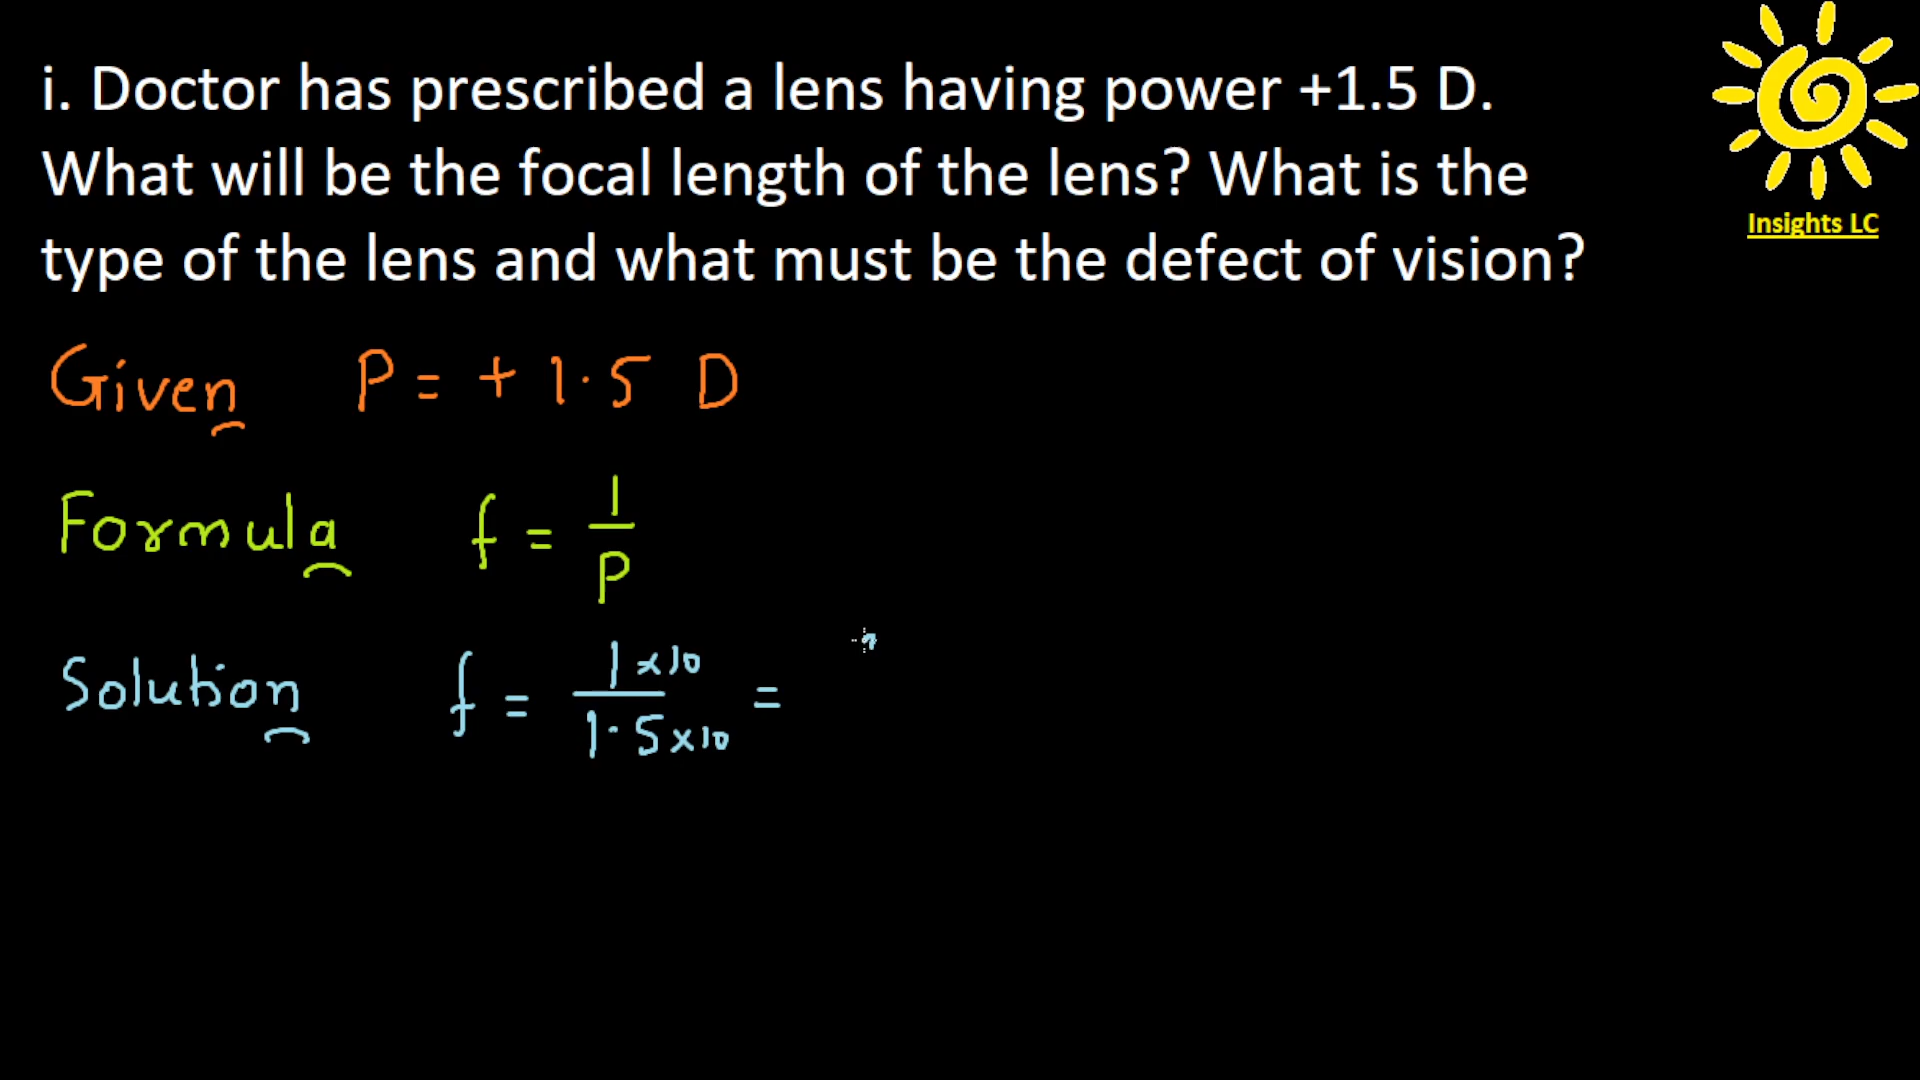 i. Doctor has prescribed a lens having power +1.5 D.
What will be the focal length of the lens? What is the
type of the lens and what must be the defect of vision?
Insights LC
Given P = + 1.5 D
Formula f = 1/P
Solution f = 1×10/1.5×10 =